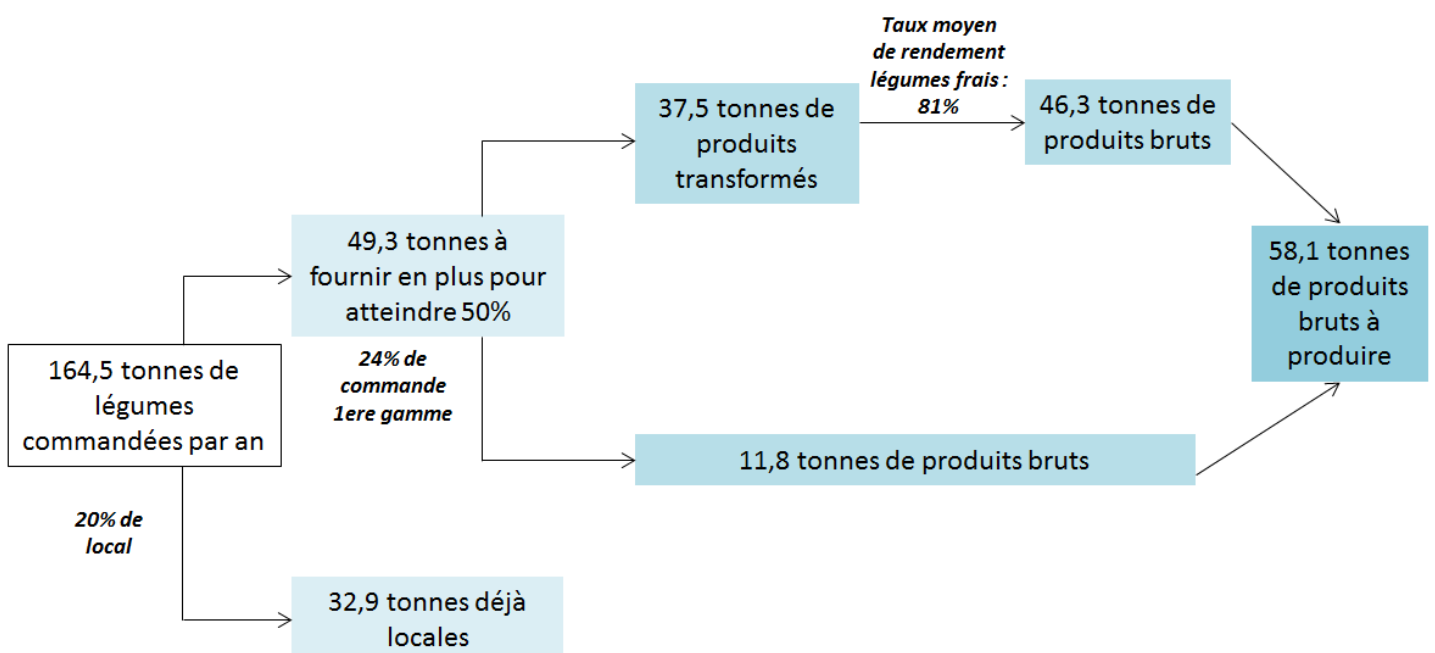 Taux moyen
de rendement
légumes frais :
81%
37,5 tonnes de
produits
transformés
46,3 tonnes de
produits bruts
49,3 tonnes à
fournir en plus pour
atteindre 50%
58,1 tonnes
de produits
bruts à
produire
24% de
commande
1ere gamme
164,5 tonnes de
légumes
commandées par an
11,8 tonnes de produits bruts
20% de
local
32,9 tonnes déjà
locales